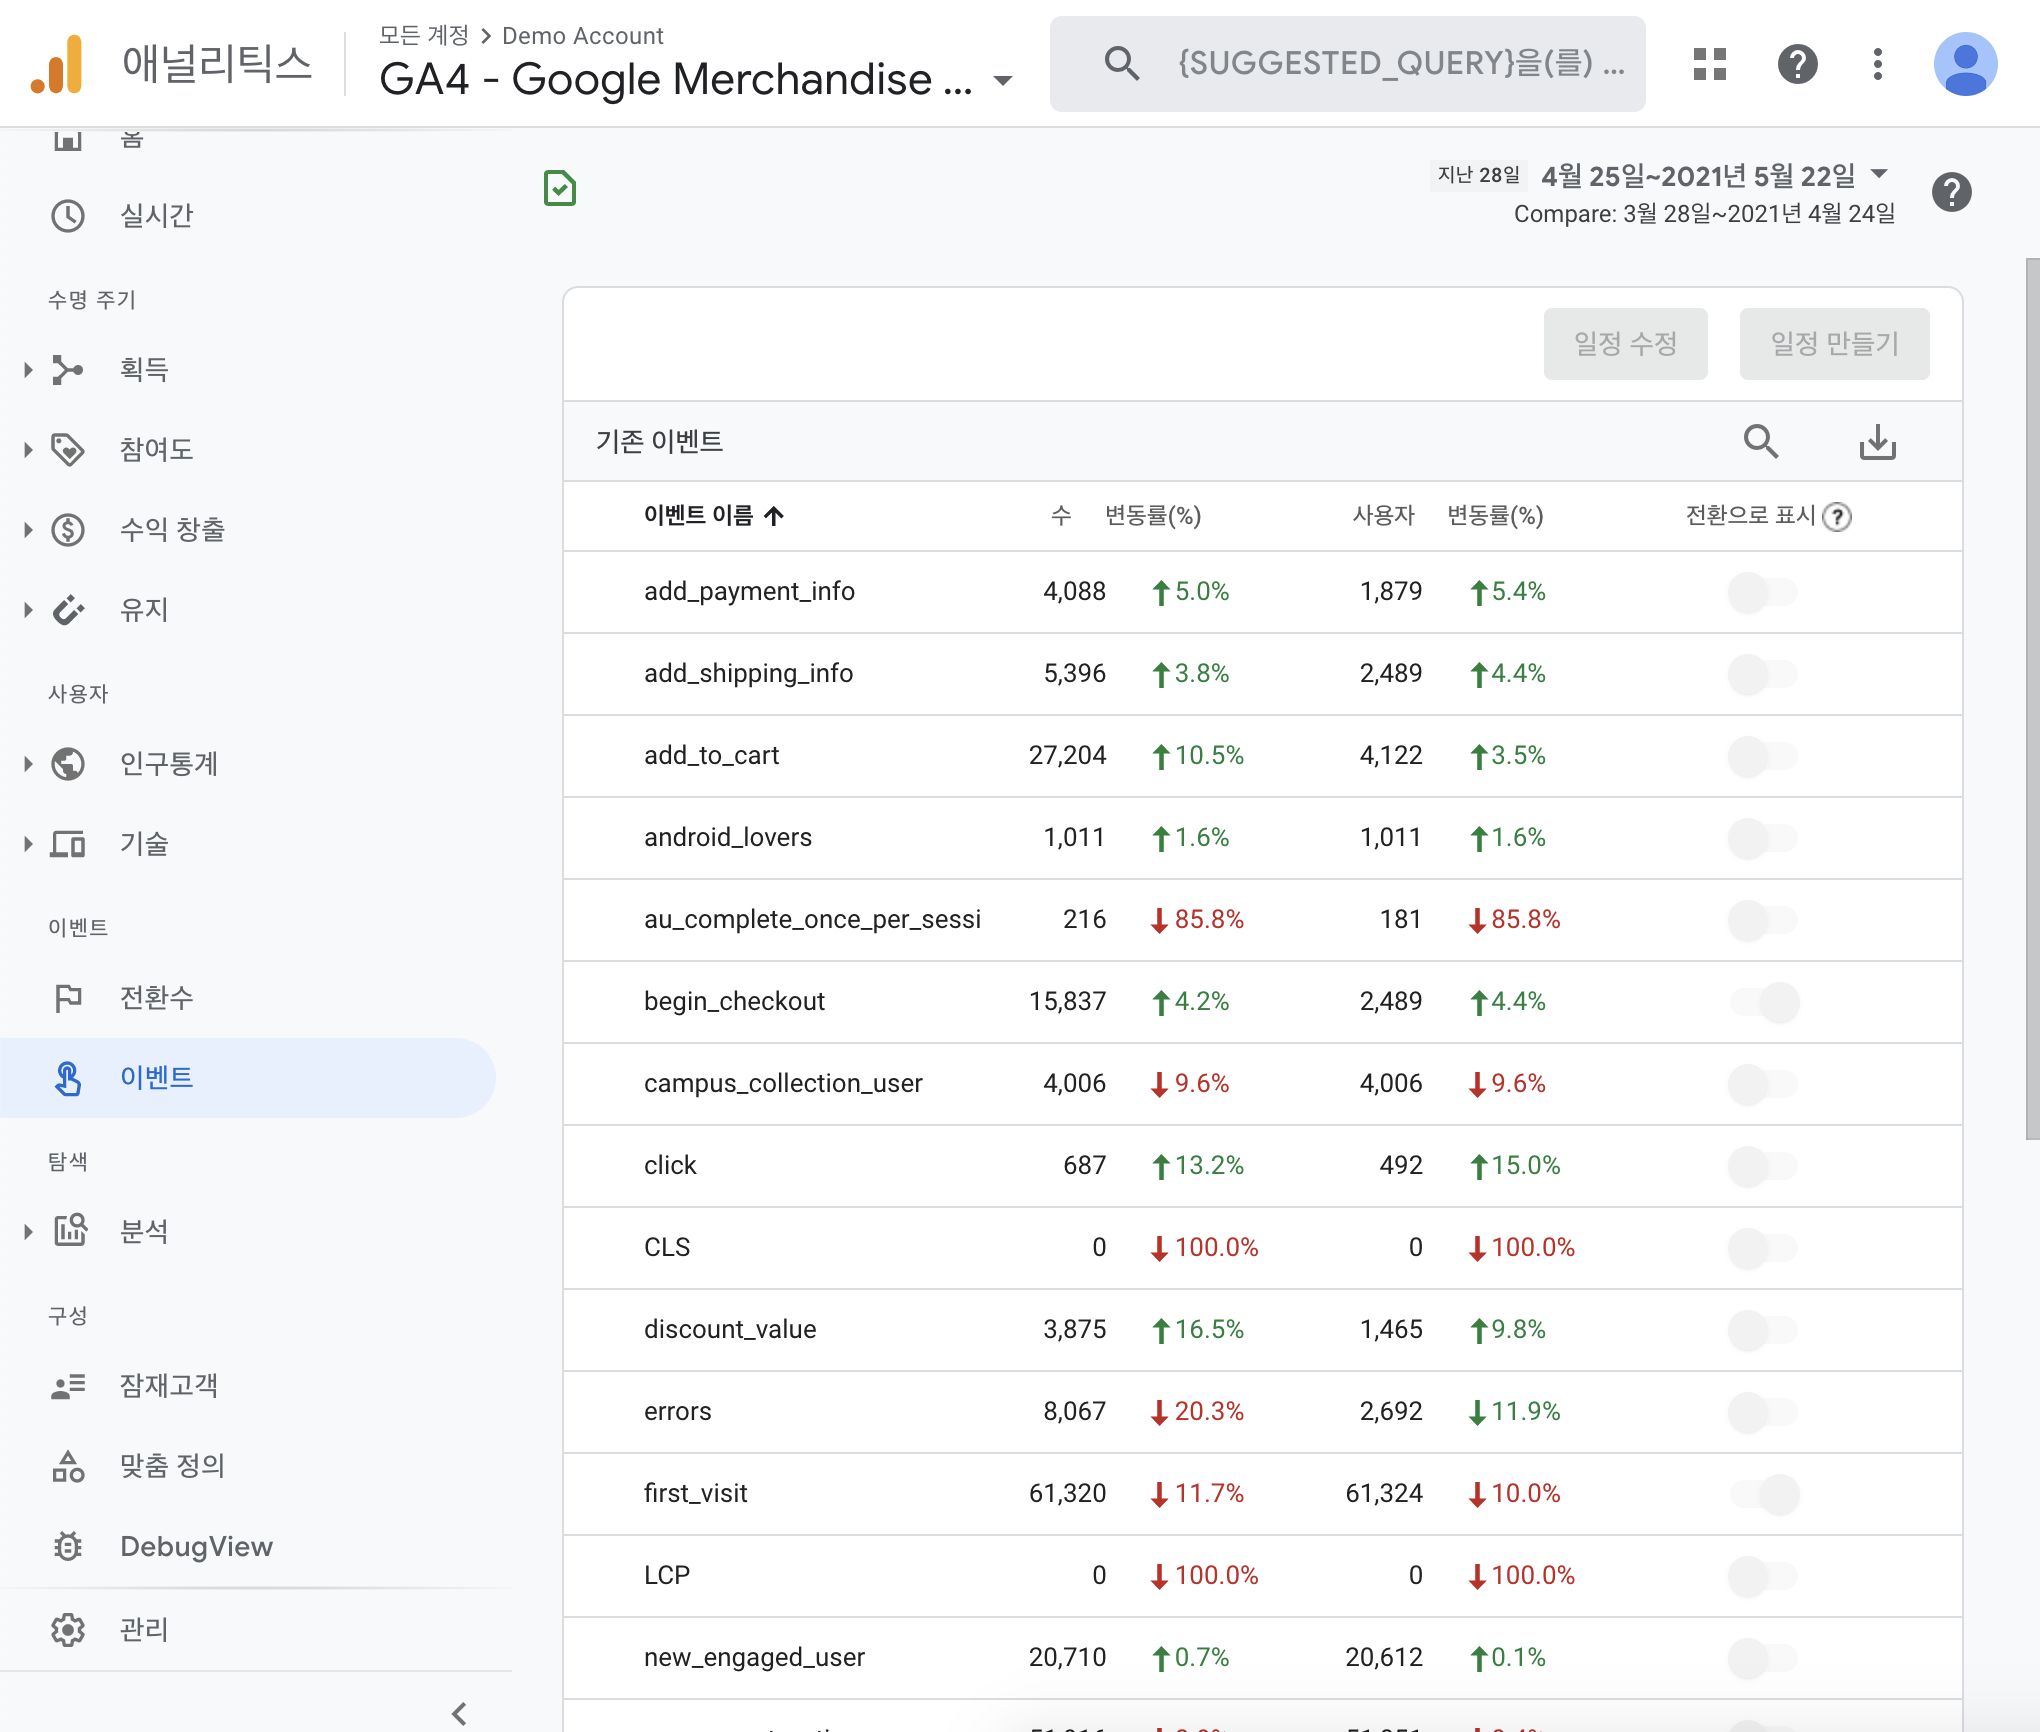 애널리틱스
모든 계정 > Demo Account
GA4 - Google Merchandise ...
{SUGGESTED_QUERY}을(를) ...
홈
실시간
수명 주기
획득
참여도
수익 창출
유지
사용자
인구통계
기술
이벤트
전환수
이벤트
탐색
분석
구성
잠재고객
맞춤 정의
DebugView
관리
지난 28일 4월 25일~2021년 5월 22일
Compare: 3월 28일~2021년 4월 24일
일정 수정 일정 만들기
기존 이벤트
이벤트 이름 수 변동률(%) 사용자 변동률(%) 전환으로 표시
add_payment_info 4,088 5.0% 1,879 5.4%
add_shipping_info 5,396 3.8% 2,489 4.4%
add_to_cart 27,204 10.5% 4,122 3.5%
android_lovers 1,011 1.6% 1,011 1.6%
au_complete_once_per_sessi 216 85.8% 181 85.8%
begin_checkout 15,837 4.2% 2,489 4.4%
campus_collection_user 4,006 9.6% 4,006 9.6%
click 687 13.2% 492 15.0%
CLS 0 100.0% 0 100.0%
discount_value 3,875 16.5% 1,465 9.8%
errors 8,067 20.3% 2,692 11.9%
first_visit 61,320 11.7% 61,324 10.0%
LCP 0 100.0% 0 100.0%
new_engaged_user 20,710 0.7% 20,612 0.1%